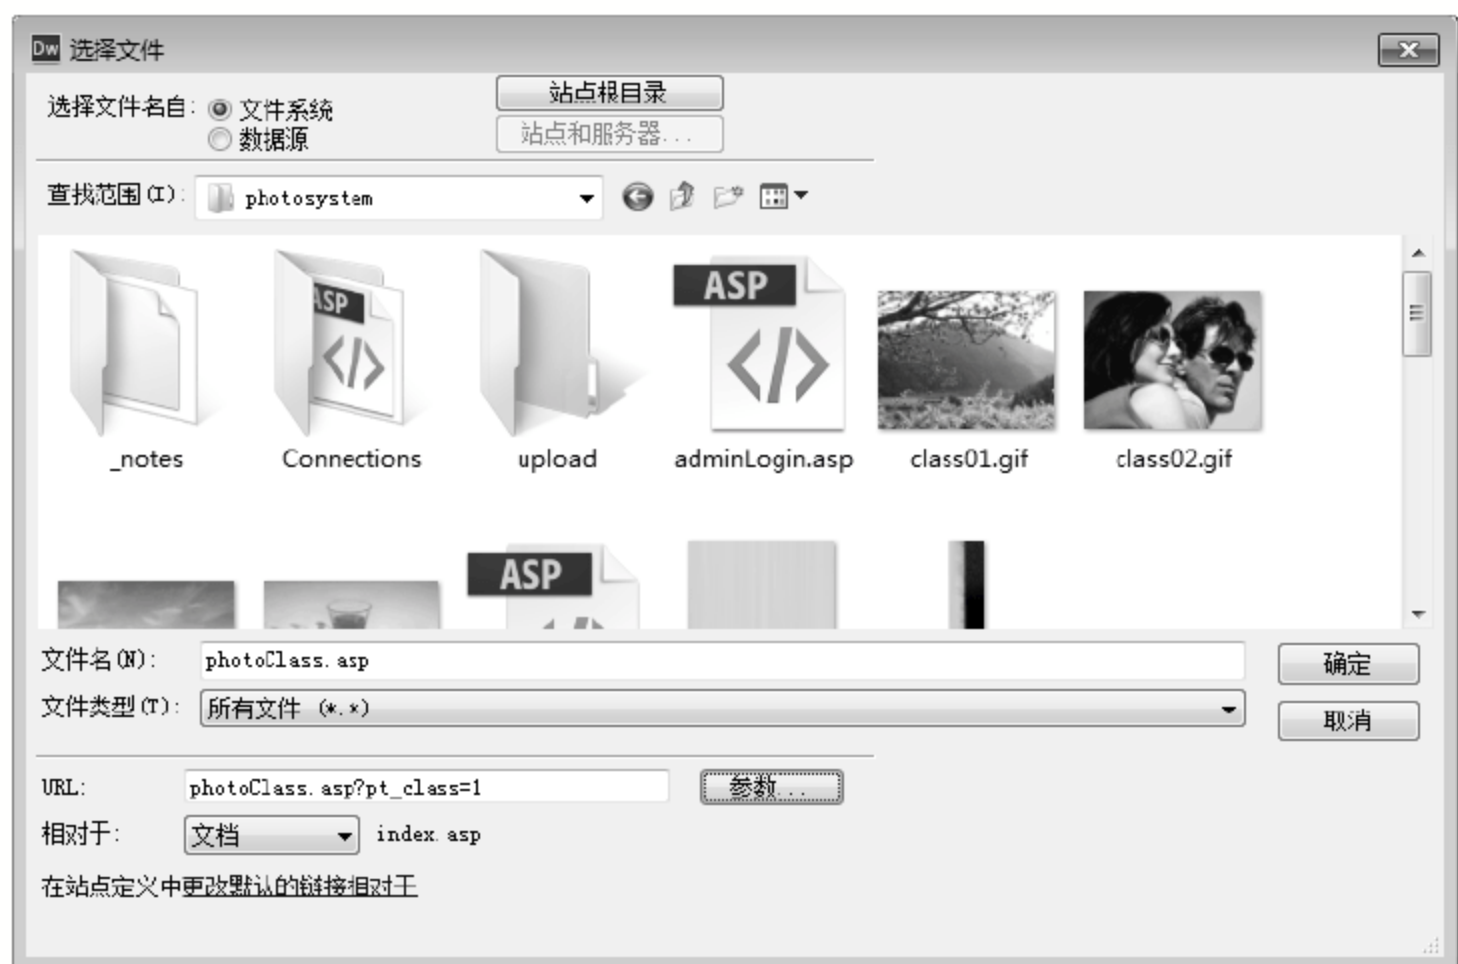 Dw 选择文件
选择文件名自: 文件系统 站点根目录
数据源 站点和服务器...
查找范围(I): photosystem
ASP ASP
_notes Connections upload adminLogin.asp class01.gif class02.gif
ASP
文件名(N): photoClass.asp 确定
文件类型(T): 所有文件 (*.*) 取消
URL: photoClass.asp?pt_class=1 参数...
相对于: 文档 index.asp
在站点定义中更改默认的链接相对于